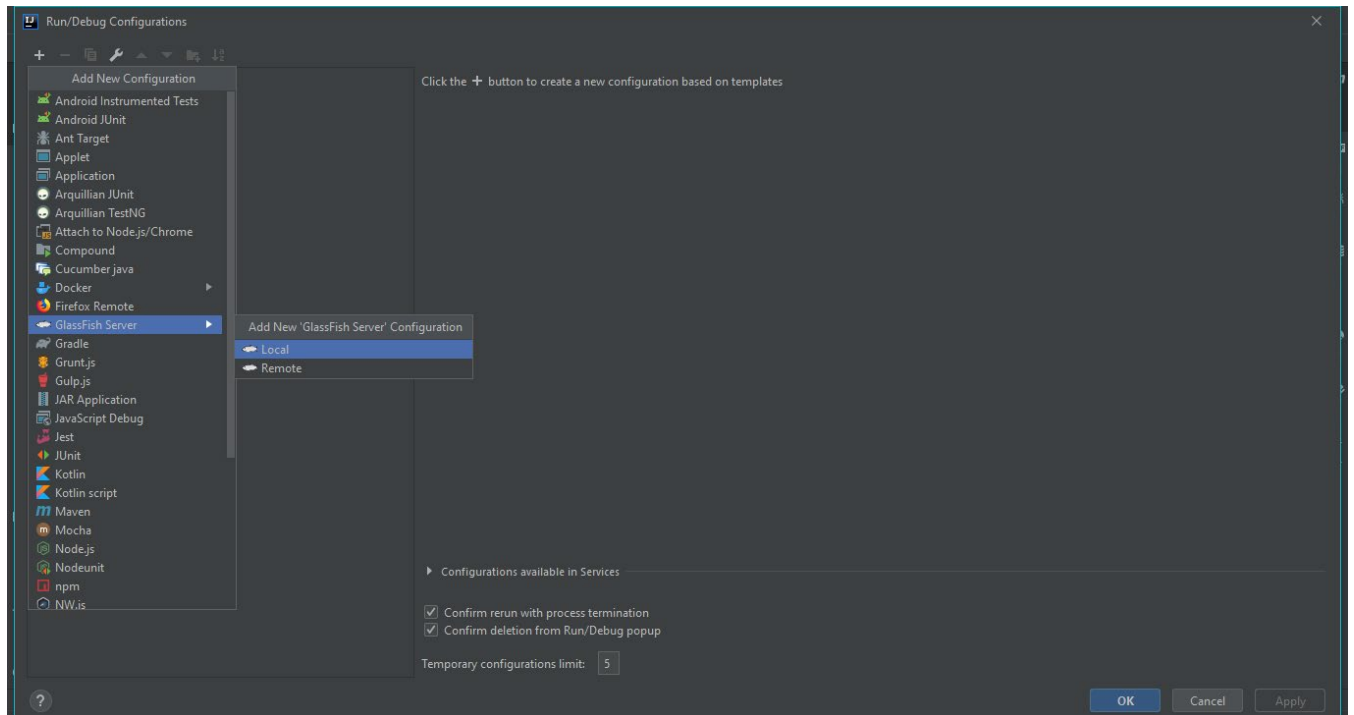 Run/Debug Configurations
Add New Configuration
Click the + button to create a new configuration based on templates
Android Instrumented Tests
Android JUnit
Ant Target
Applet
Application
Arquillian JUnit
Arquillian TestNG
Attach to Node.js/Chrome
Compound
Cucumber java
Docker
Firefox Remote
GlassFish Server
Add New 'GlassFish Server' Configuration
Local
Remote
Gradle
Grunt.js
Gulp.js
JAR Application
JavaScript Debug
Jest
JUnit
Kotlin
Kotlin script
Maven
Mocha
Node.js
Nodeunit
npm
NW.js
Configurations available in Services
Confirm rerun with process termination
Confirm deletion from Run/Debug popup
Temporary configurations limit: 5
?
OK Cancel Apply